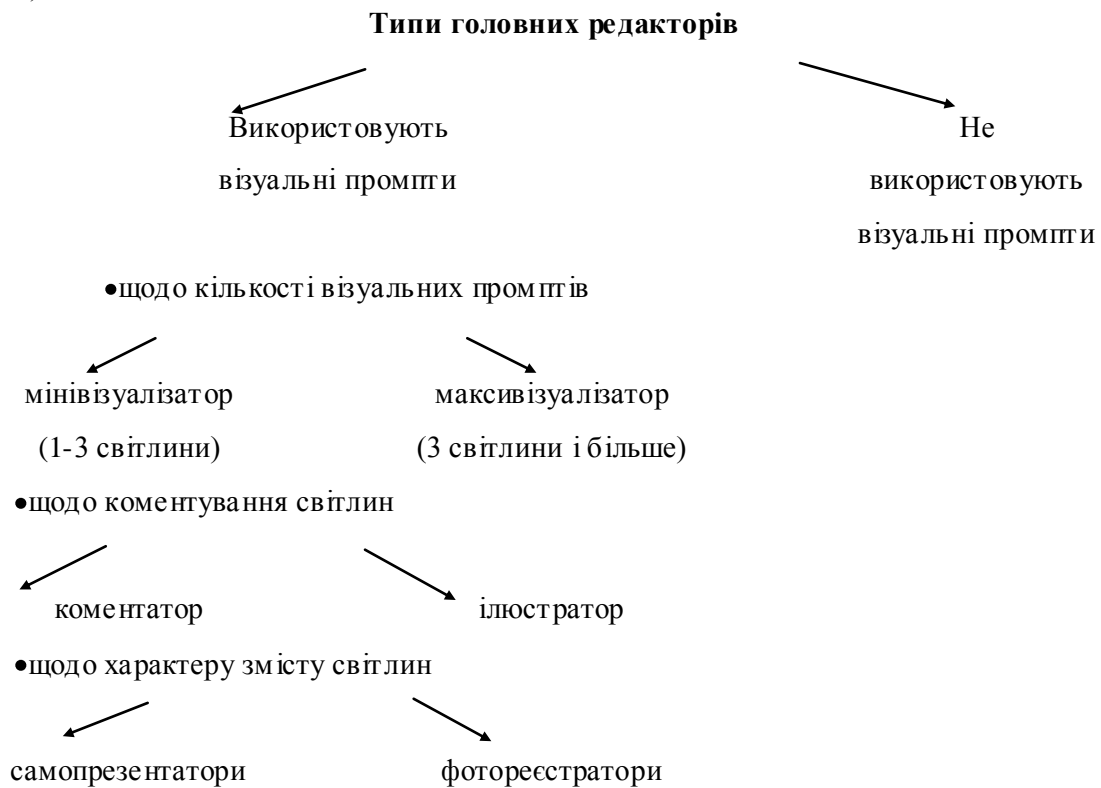 Типи головних редакторів
Використовують
візуальні промпти
Не
використовують
візуальні промпти
•щодо кількості візуальних промптів
мінівізуалізатор
(1-3 світлини)
максивізуалізатор
(3 світлини і більше)
•щодо коментування світлин
коментатор
ілюстратор
•щодо характеру змісту світлин
самопрезентатори
фотореєстратори